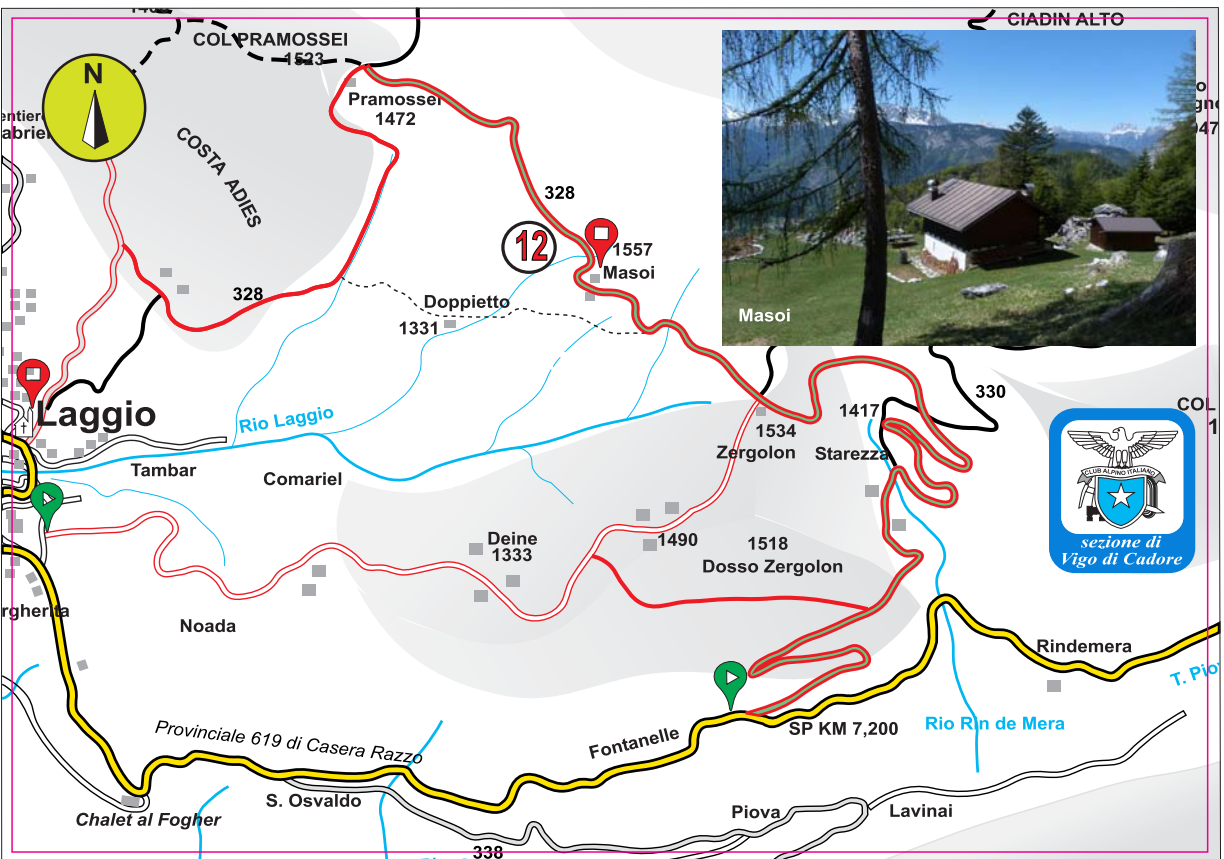 CIADIN ALTO
COL PRAMOSSEI
1523
N
Pramossei
1472
COSTA ADIES
328
12
1557
Masoi
328
Doppietto
1331
Masoi
330
COL
Laggio
Rio Laggio
1417
1534
Zergolon
Starezza
Tambar
Comariel
CLUB ALPINO ITALIANO
sezione di
Vigo di Cadore
Deine
1333
1490
1518
Dosso Zergolon
Noada
Rindemera
Provinciale 619 di Casera Razzo
Fontanelle
SP KM 7,200
Rio Rin de Mera
S. Osvaldo
Chalet al Fogher
Piova
Lavinai
338